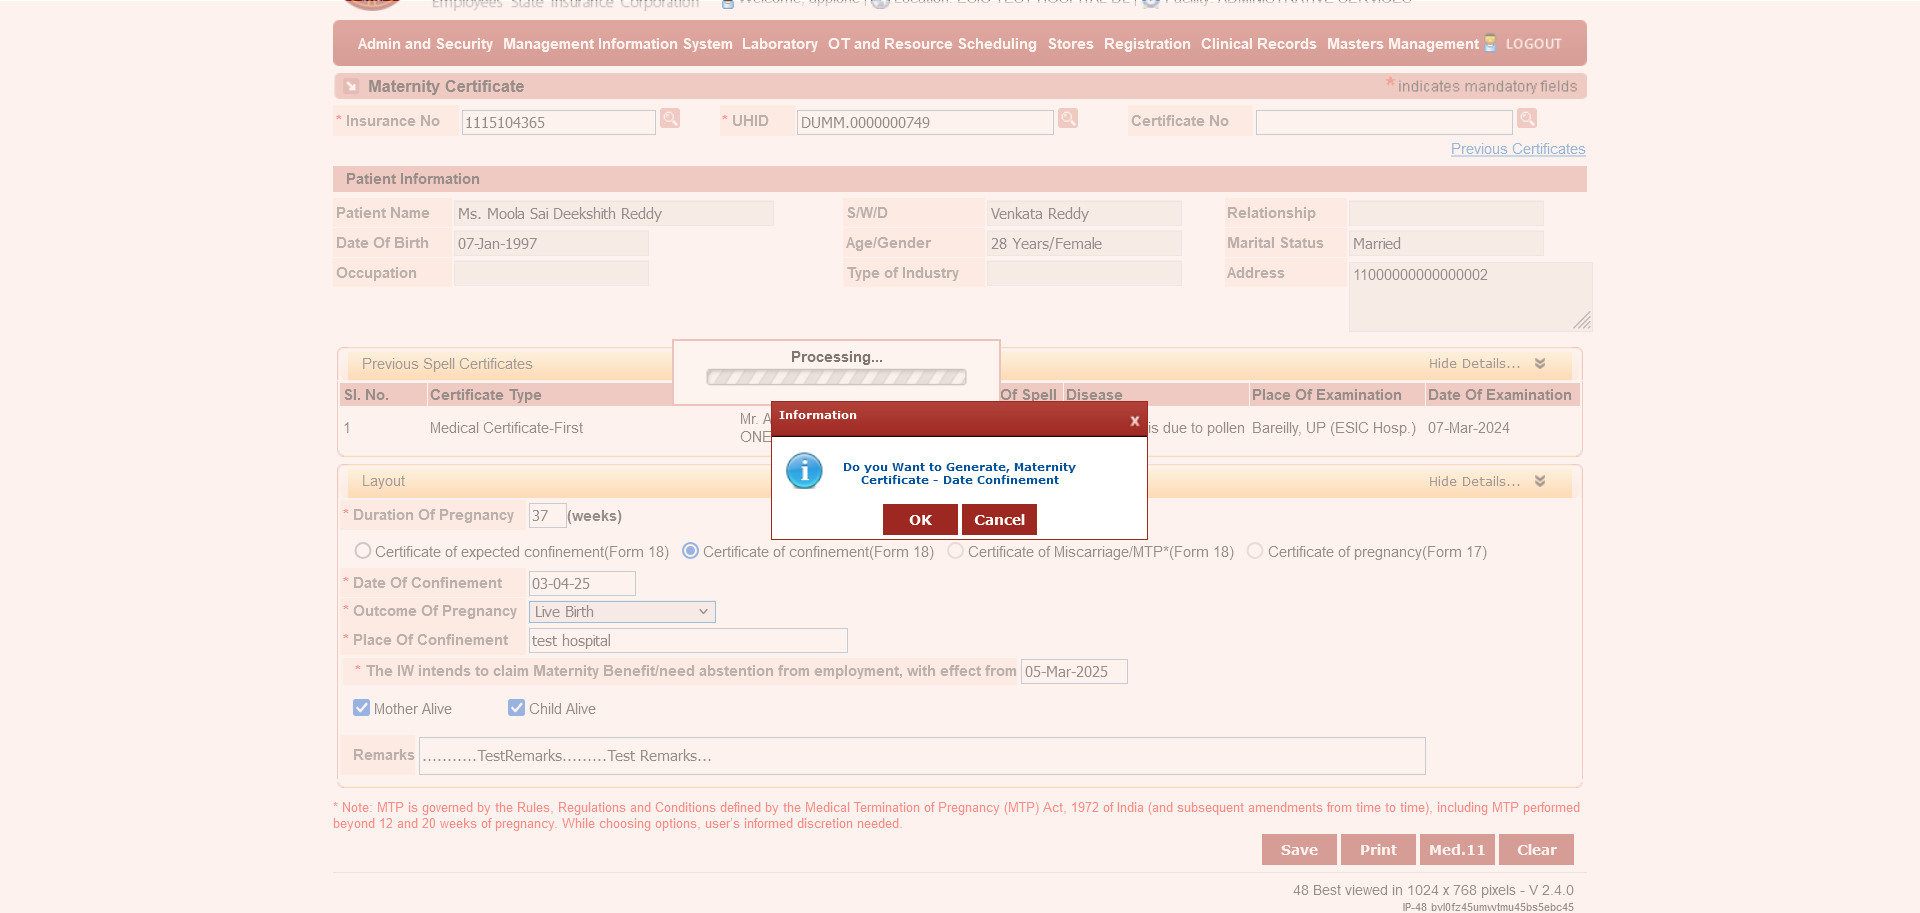 Employees' State Insurance Corporation
Welcome, appione | Location: ESIC TEST HOSPITAL DL | Facility: ADMINISTRATIVE SERVICES
Admin and Security Management Information System Laboratory OT and Resource Scheduling Stores Registration Clinical Records Masters Management LOGOUT
Maternity Certificate * indicates mandatory fields
* Insurance No 1115104365 * UHID DUMM.0000000749 Certificate No
Previous Certificates
Patient Information
Patient Name Ms. Moola Sai Deekshith Reddy S/W/D Venkata Reddy Relationship
Date Of Birth 07-Jan-1997 Age/Gender 28 Years/Female Marital Status Married
Occupation Type of Industry Address 11000000000000002
Processing...
Previous Spell Certificates Hide Details...
Sl. No. Certificate Type Of Spell Disease Place Of Examination Date Of Examination
1 Medical Certificate-First Mr. A ONE is due to pollen Bareilly, UP (ESIC Hosp.) 07-Mar-2024
Information x
Do you Want to Generate, Maternity
Certificate - Date Confinement
OK Cancel
Layout Hide Details...
* Duration Of Pregnancy 37 (weeks)
Certificate of expected confinement(Form 18) Certificate of confinement(Form 18) Certificate of Miscarriage/MTP*(Form 18) Certificate of pregnancy(Form 17)
* Date Of Confinement 03-04-25
* Outcome Of Pregnancy Live Birth
* Place Of Confinement test hospital
* The IW intends to claim Maternity Benefit/need abstention from employment, with effect from 05-Mar-2025
Mother Alive Child Alive
Remarks ...........TestRemarks.........Test Remarks...
* Note: MTP is governed by the Rules, Regulations and Conditions defined by the Medical Termination of Pregnancy (MTP) Act, 1972 of India (and subsequent amendments from time to time), including MTP performed
beyond 12 and 20 weeks of pregnancy. While choosing options, user's informed discretion needed.
Save Print Med.11 Clear
48 Best viewed in 1024 x 768 pixels - V 2.4.0